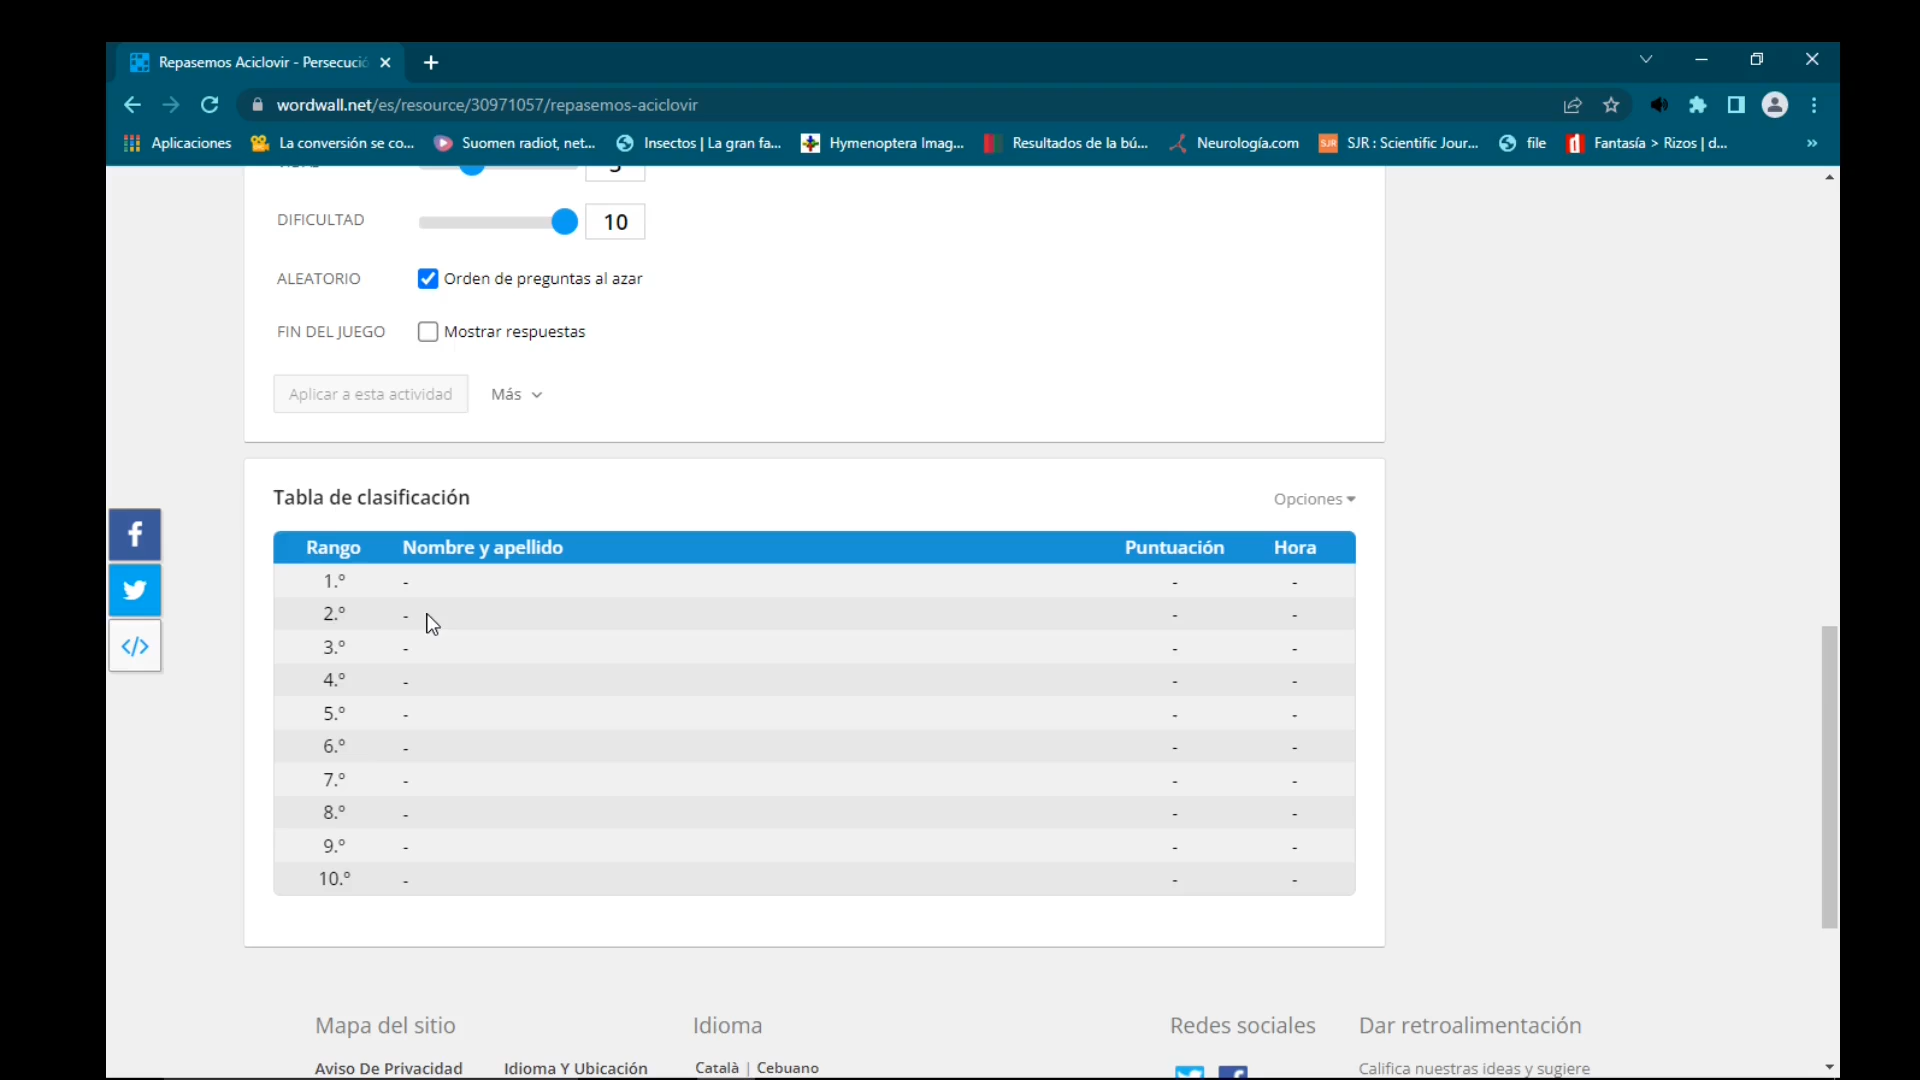 Repasemos Aciclovir - Persecució
wordwall.net/es/resource/30971057/repasemos-aciclovir
Aplicaciones La conversión se co... Suomen radiot, net... Insectos | La gran fa... Hymenoptera Imag... Resultados de la bú... Neurología.com SJR SJR : Scientific Jour... file Fantasía > Rizos | d... »
DIFICULTAD 10
ALEATORIO Orden de preguntas al azar
FIN DEL JUEGO Mostrar respuestas
Aplicar a esta actividad Más
Tabla de clasificación Opciones
Rango Nombre y apellido Puntuación Hora
1.º - - -
2.º - - -
3.º - - -
4.º - - -
5.º - - -
6.º - - -
7.º - - -
8.º - - -
9.º - - -
10.º - - -
Mapa del sitio Idioma Redes sociales Dar retroalimentación
Aviso De Privacidad Idioma Y Ubicación Català | Cebuano Califica nuestras ideas y sugiere